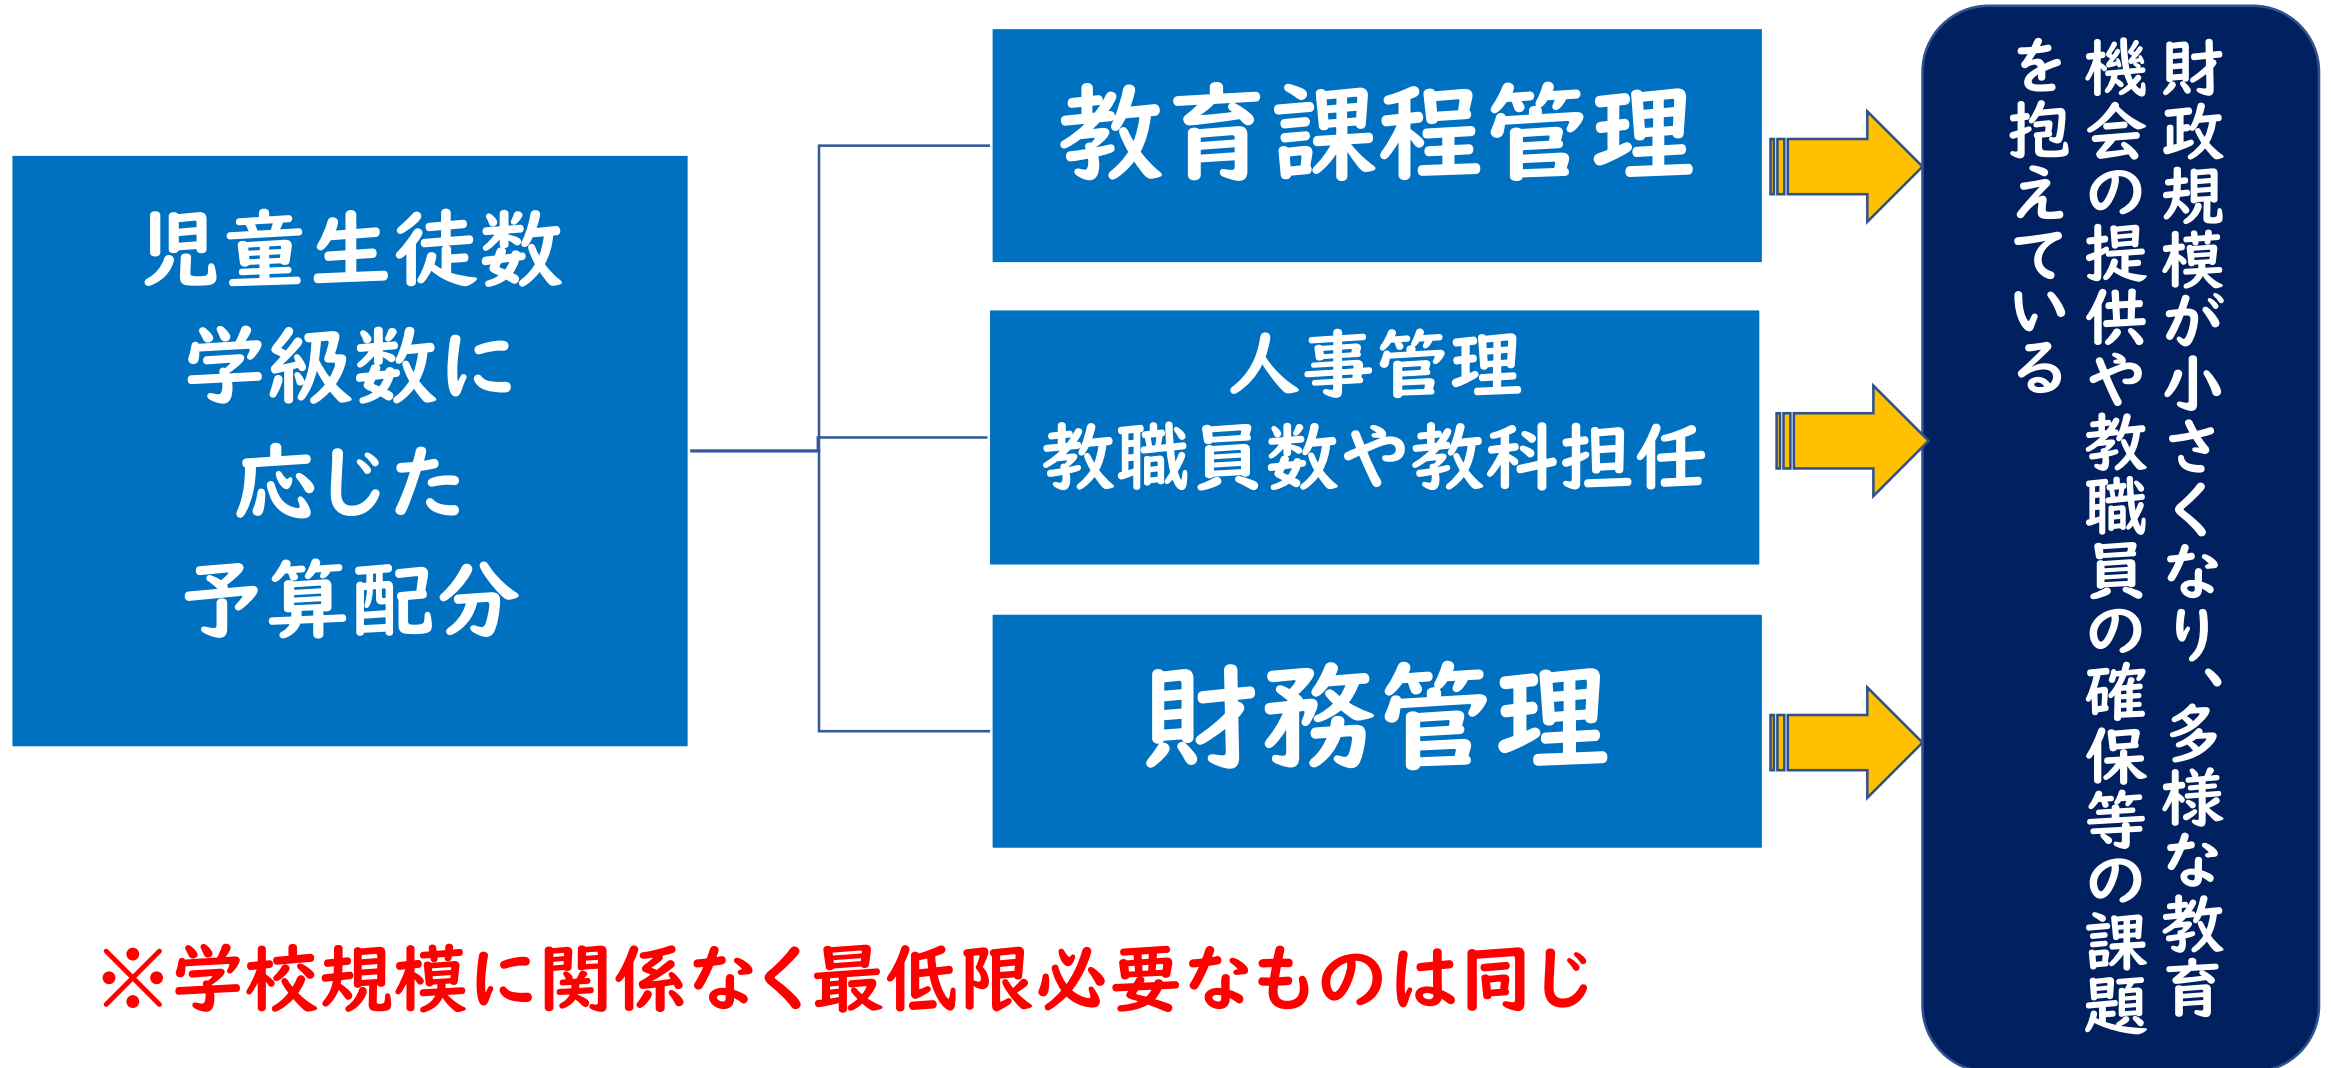 児童生徒数
学級数に
応じた
予算配分
教育課程管理
人事管理
教職員数や教科担任
財務管理
財政規模が小さくなり、多様な教育
機会の提供や教職員の確保等の課題
を抱えている
※学校規模に関係なく最低限必要なものは同じ